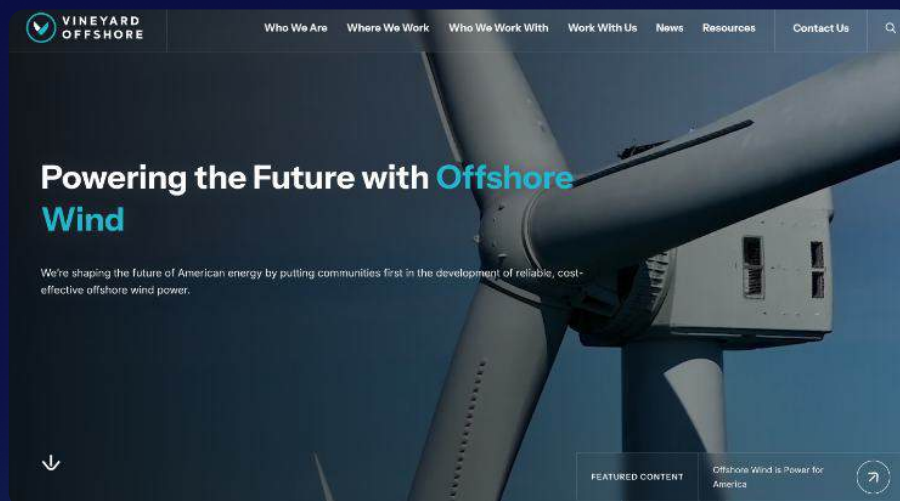 VINEYARD
OFFSHORE
Who We Are
Where We Work
Who We Work With
Work With Us
News
Resources
Contact Us
Powering the Future with Offshore
Wind
We're shaping the future of American energy by putting communities first in the development of reliable, cost-
effective offshore wind power.
FEATURED CONTENT
Offshore Wind is Power for
America